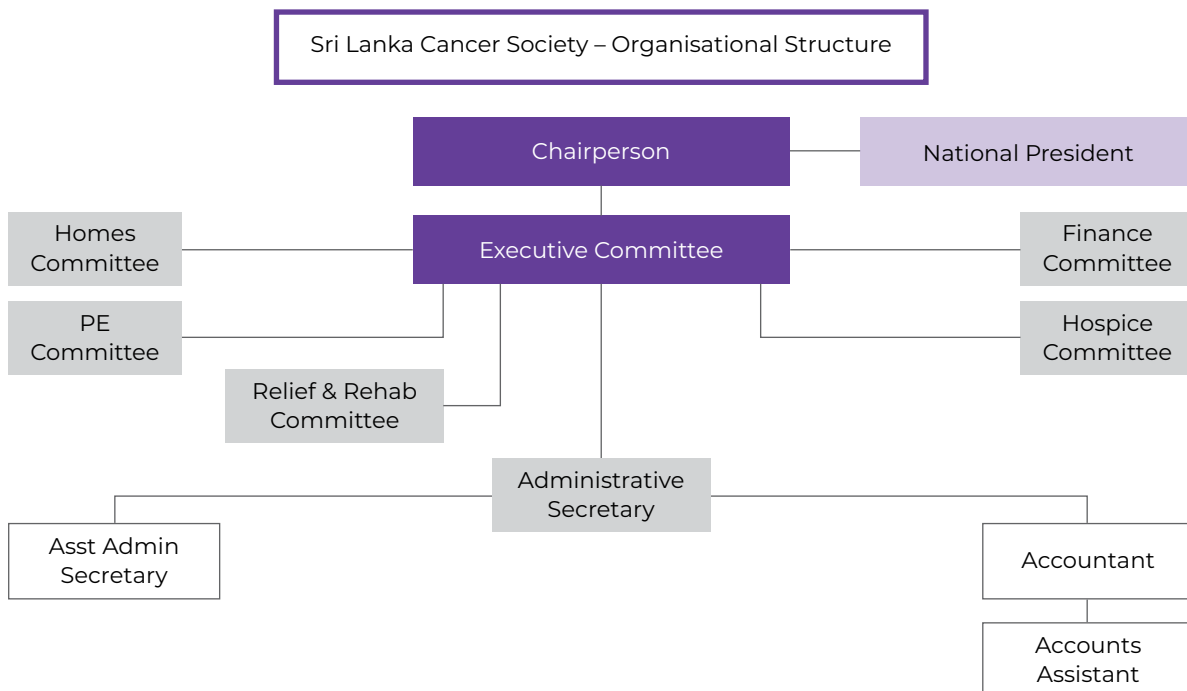 Sri Lanka Cancer Society – Organisational Structure
Chairperson
National President
Homes
Committee
Executive Committee
Finance
Committee
PE
Committee
Hospice
Committee
Relief & Rehab
Committee
Administrative
Secretary
Asst Admin
Secretary
Accountant
Accounts
Assistant